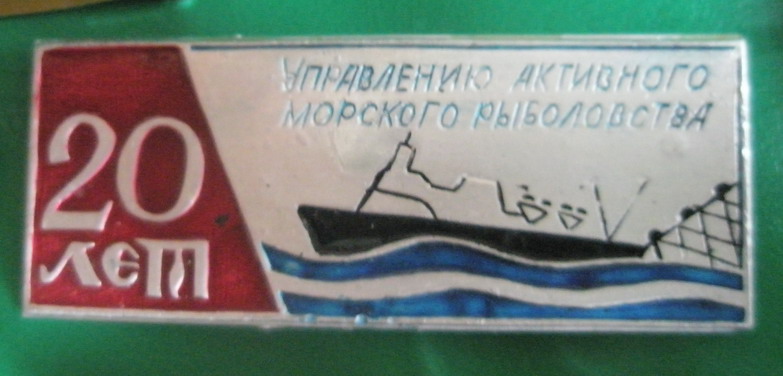 20
ЛЕТ
УПРАВЛЕНИЮ АКТИВНОГО
МОРСКОГО РЫБОЛОВСТВА